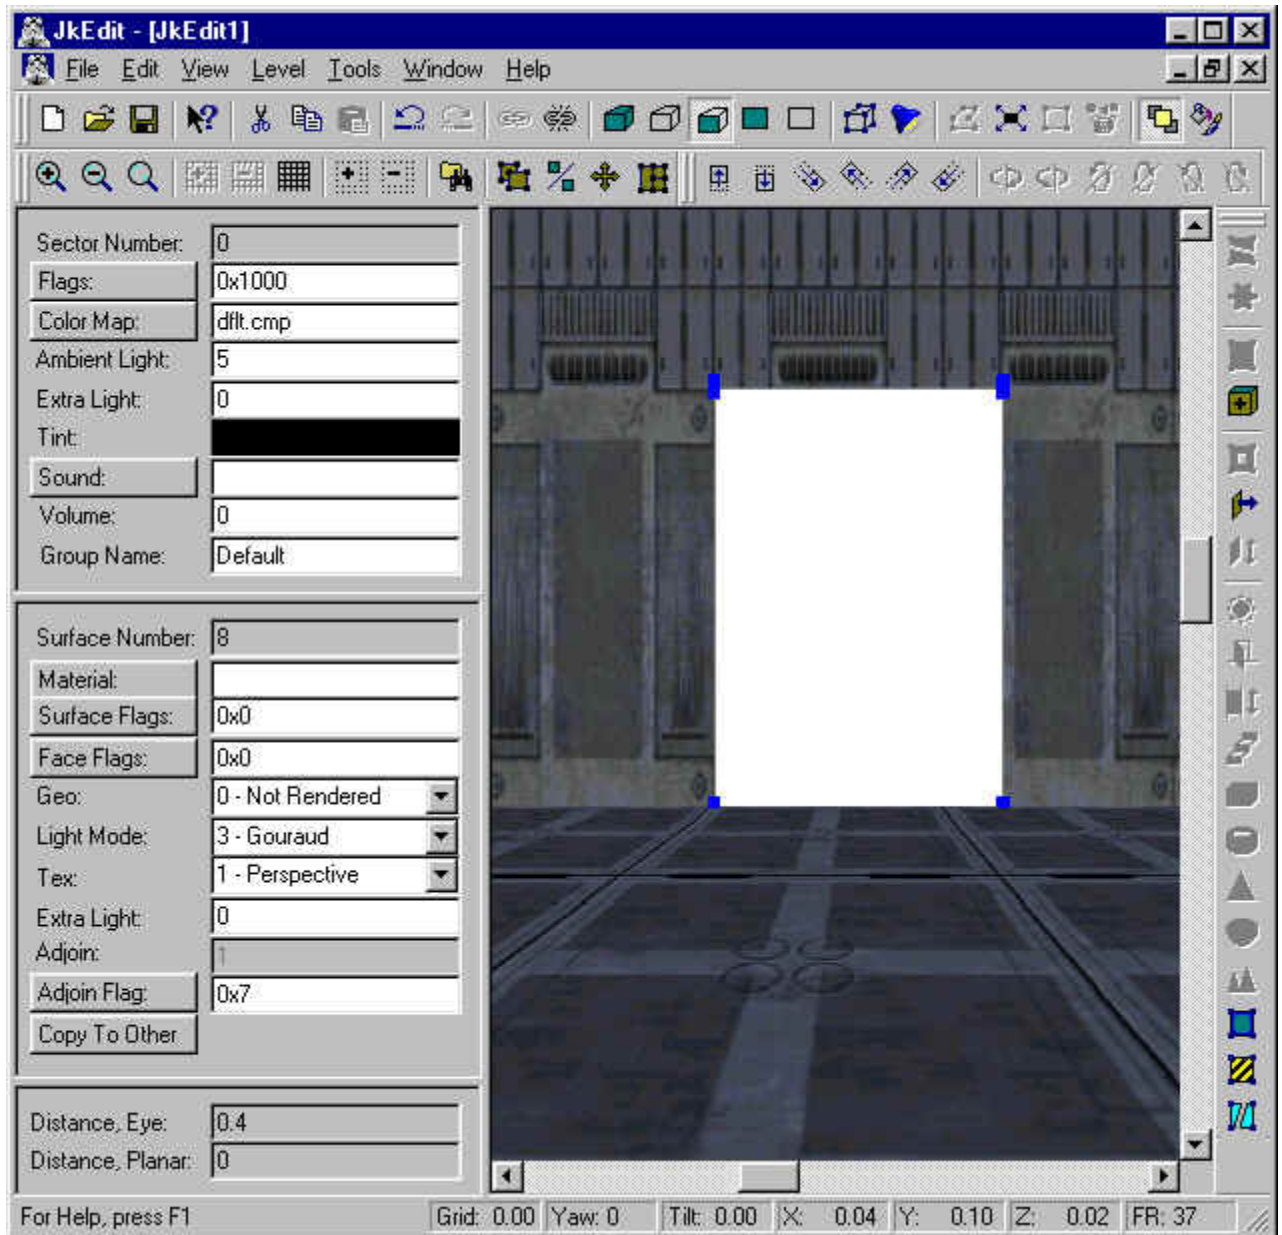 JkEdit - [JkEdit1]
File Edit View Level Tools Window Help
Sector Number: 0
Flags: 0x1000
Color Map: dflt.cmp
Ambient Light: 5
Extra Light: 0
Tint:
Sound:
Volume: 0
Group Name: Default
Surface Number: 8
Material:
Surface Flags: 0x0
Face Flags: 0x0
Geo: 0 - Not Rendered
Light Mode: 3 - Gouraud
Tex: 1 - Perspective
Extra Light: 0
Adjoin: 1
Adjoin Flag: 0x7
Copy To Other
Distance, Eye: 0.4
Distance, Planar: 0
For Help, press F1 Grid: 0.00 Yaw: 0 Tilt: 0.00 X: 0.04 Y: 0.10 Z: 0.02 FR: 37